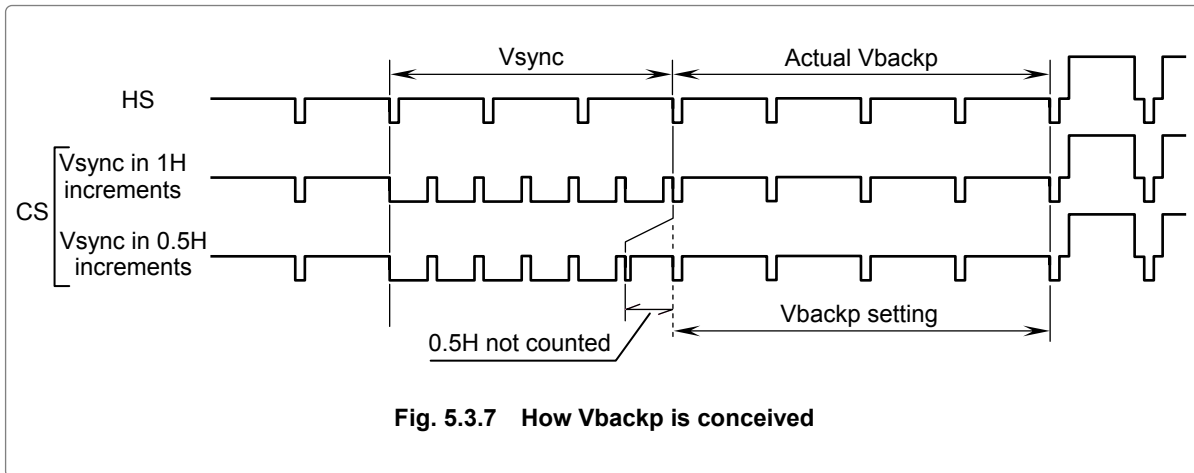 Vsync
Actual Vbackp
HS
Vsync in 1H
increments
CS
Vsync in 0.5H
increments
Vbackp setting
0.5H not counted
Fig. 5.3.7 How Vbackp is conceived